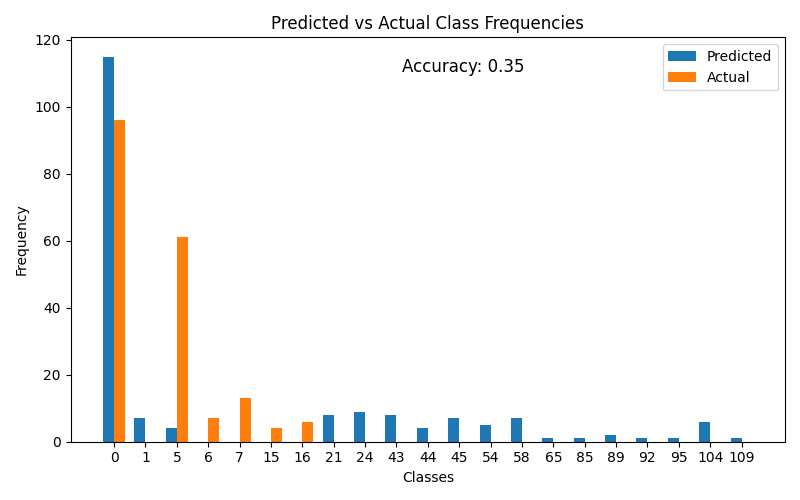 Predicted vs Actual Class Frequencies
120
100
80
60
40
20
0
Frequency
Accuracy: 0.35
Predicted
Actual
0 1 5 6 7 15 16 21 24 43 44 45 54 58 65 85 89 92 95 104 109
Classes